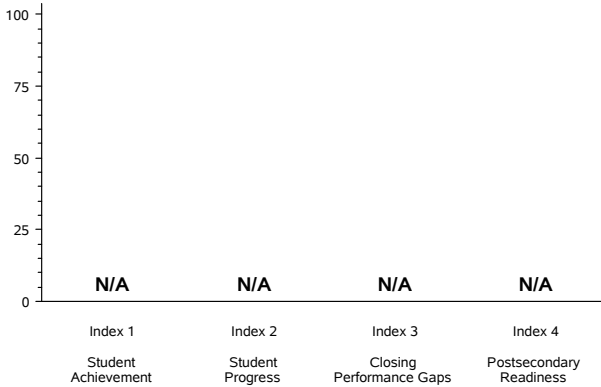 100
75
50
25
0
N/A N/A N/A N/A
Index 1 Index 2 Index 3 Index 4
Student Student Closing Postsecondary
Achievement Progress Performance Gaps Readiness